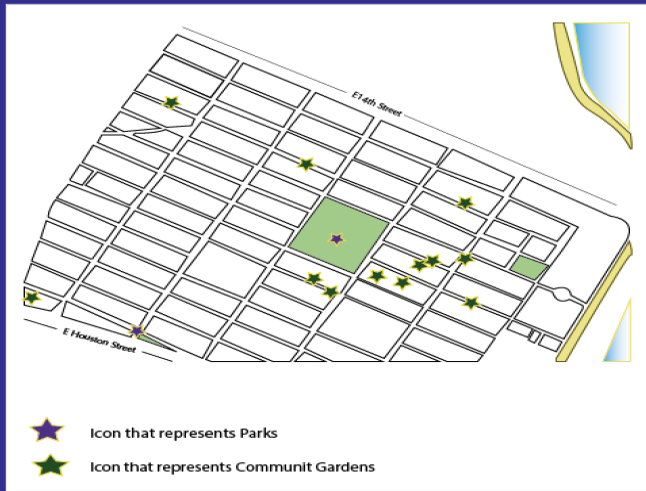 E14th Street
E Houston Street
Icon that represents Parks
Icon that represents Communit Gardens